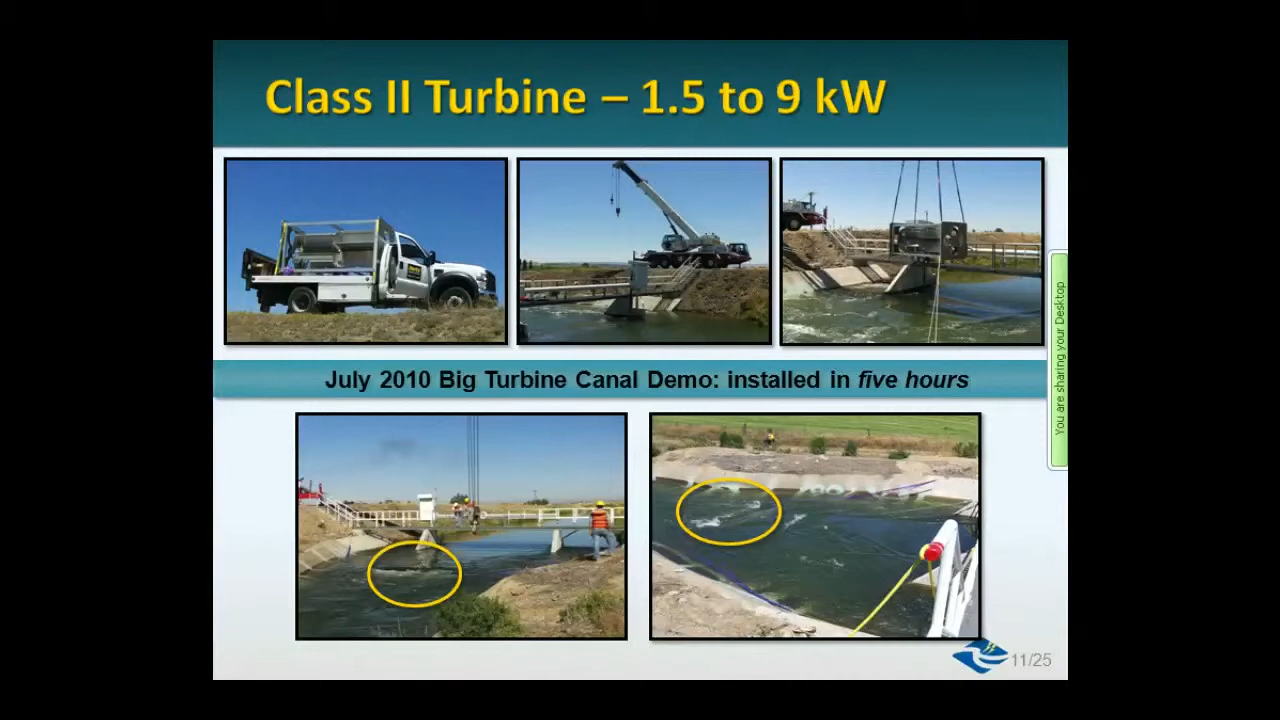 Class II Turbine – 1.5 to 9 kW
July 2010 Big Turbine Canal Demo: installed in five hours
You are sharing your Desktop
11/25